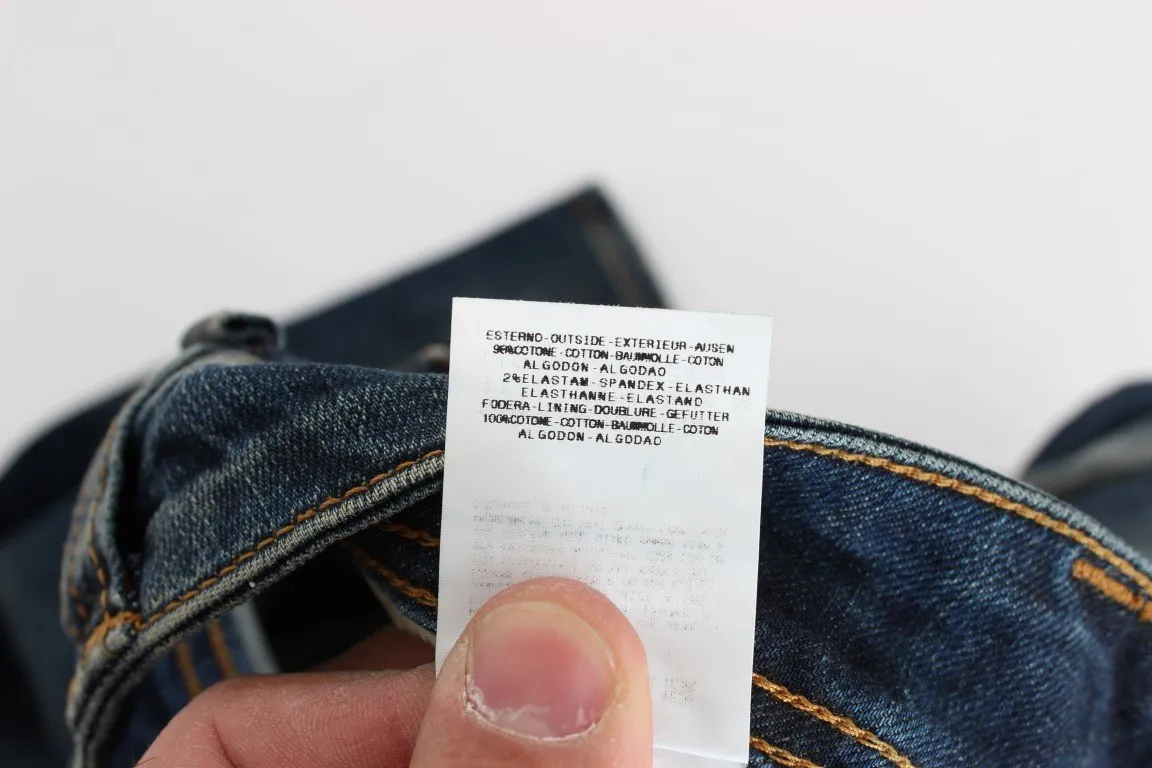 ESTERNO-OUTSIDE-EXTERIEUR-AUSEN
98%COTONE-COTTON-BAUMWOLLE-COTON
ALGODON-ALGODAO
2%ELASTAM-SPANDEX-ELASTHAN
ELASTHANNE-ELASTANO
FODERA-LINING-DOUBLURE-GEFUTTER
100%COTONE-COTTON-BAUMWOLLE-COTON
ALGODON-ALGODAO